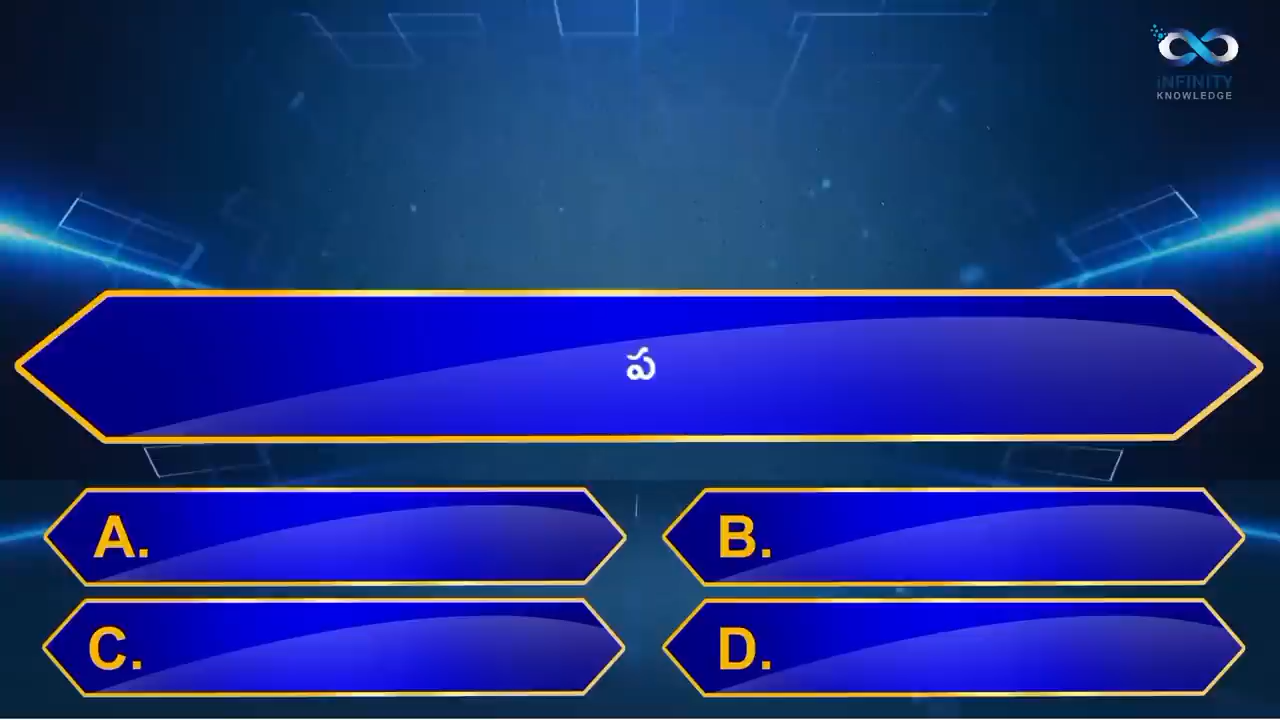 iNFINITY
KNOWLEDGE
ప
A.
B.
C.
D.